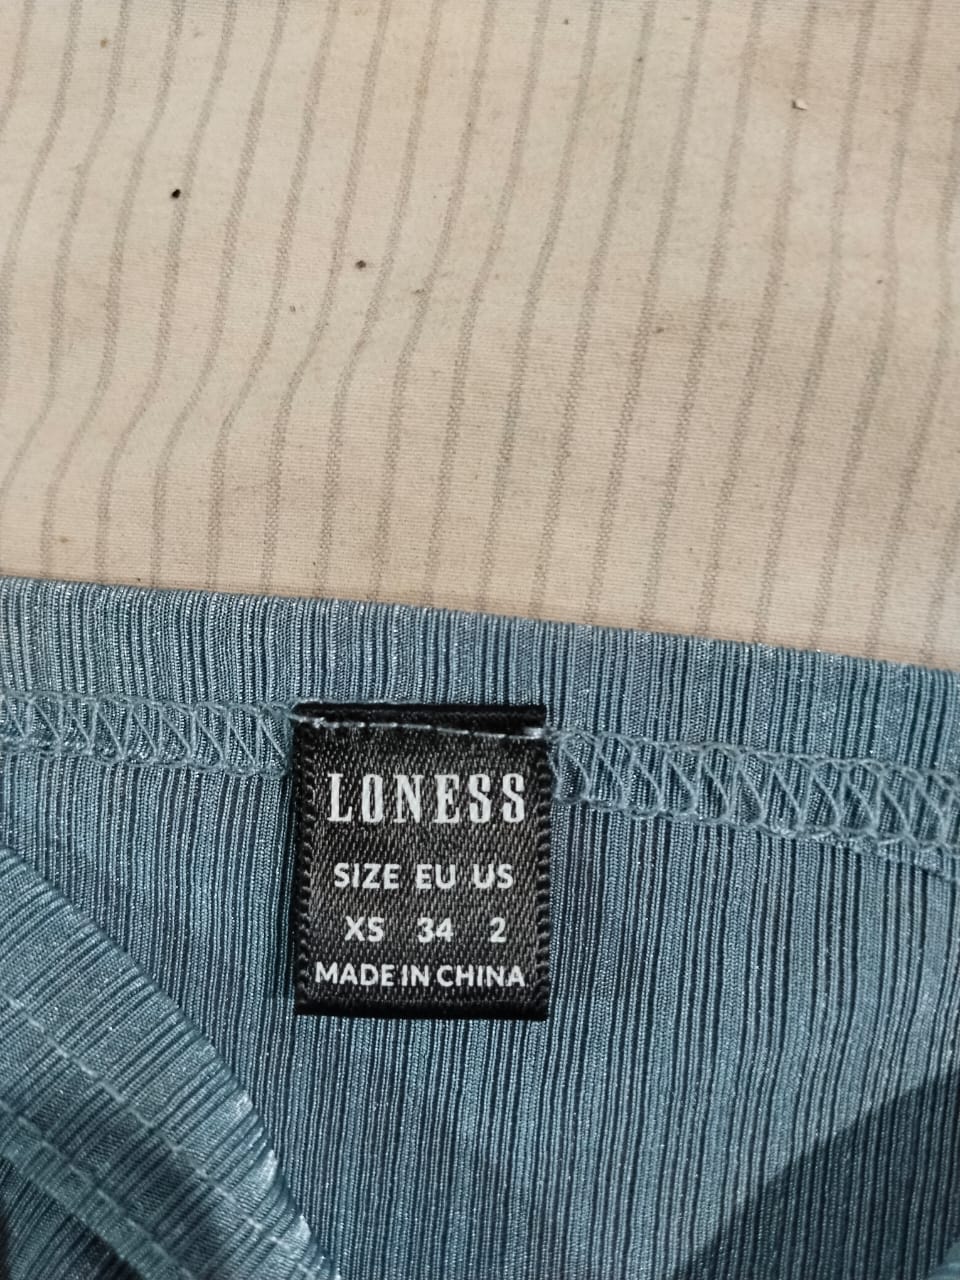 LONESS
SIZE EU US
XS 34 2
MADE IN CHINA